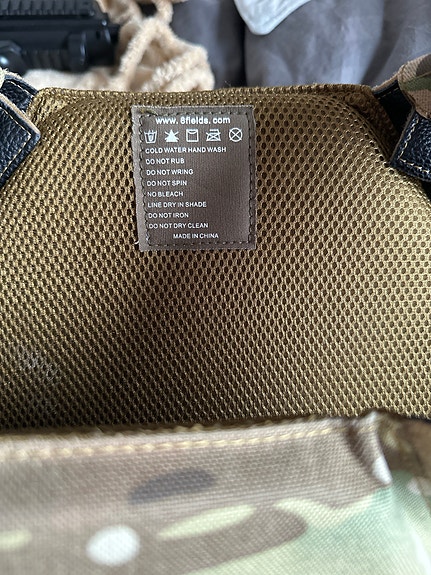 www.8fields.com
COLD WATER HAND WASH
DO NOT RUB
DO NOT WRING
DO NOT SPIN
NO BLEACH
LINE DRY IN SHADE
DO NOT IRON
DO NOT DRY CLEAN
MADE IN CHINA